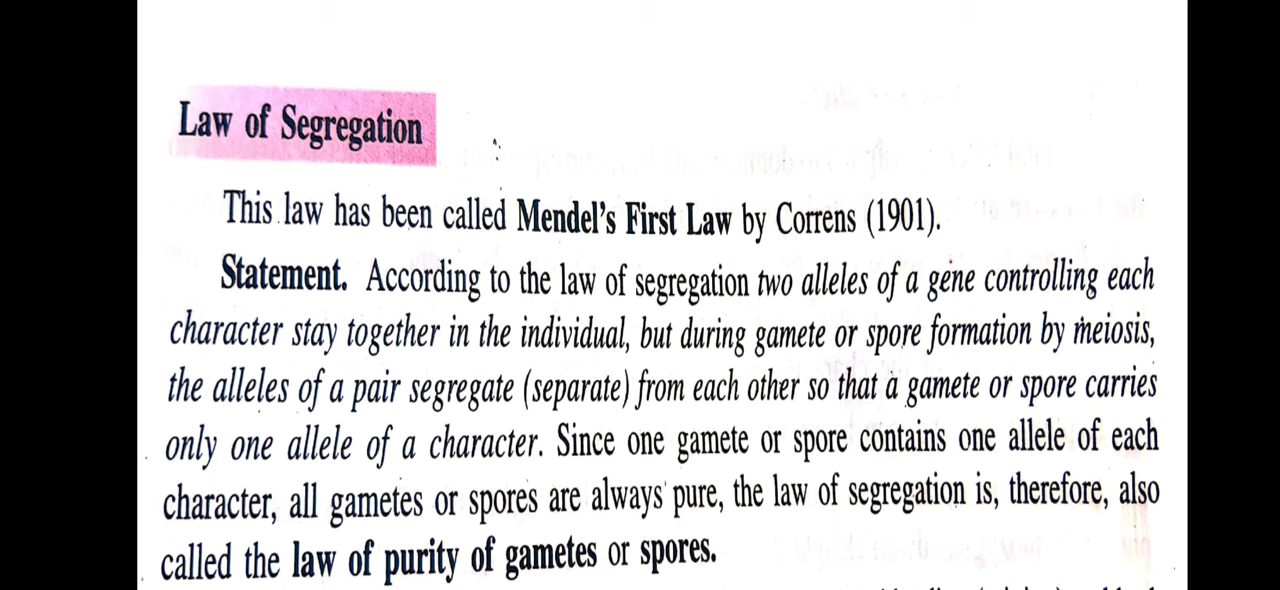 Law of Segregation
This law has been called Mendel's First Law by Correns (1901).
Statement. According to the law of segregation two alleles of a gene controlling each
character stay together in the individual, but during gamete or spore formation by meiosis,
the alleles of a pair segregate (separate) from each other so that a gamete or spore carries
only one allele of a character. Since one gamete or spore contains one allele of each
character, all gametes or spores are always pure, the law of segregation is, therefore, also
called the law of purity of gametes or spores.